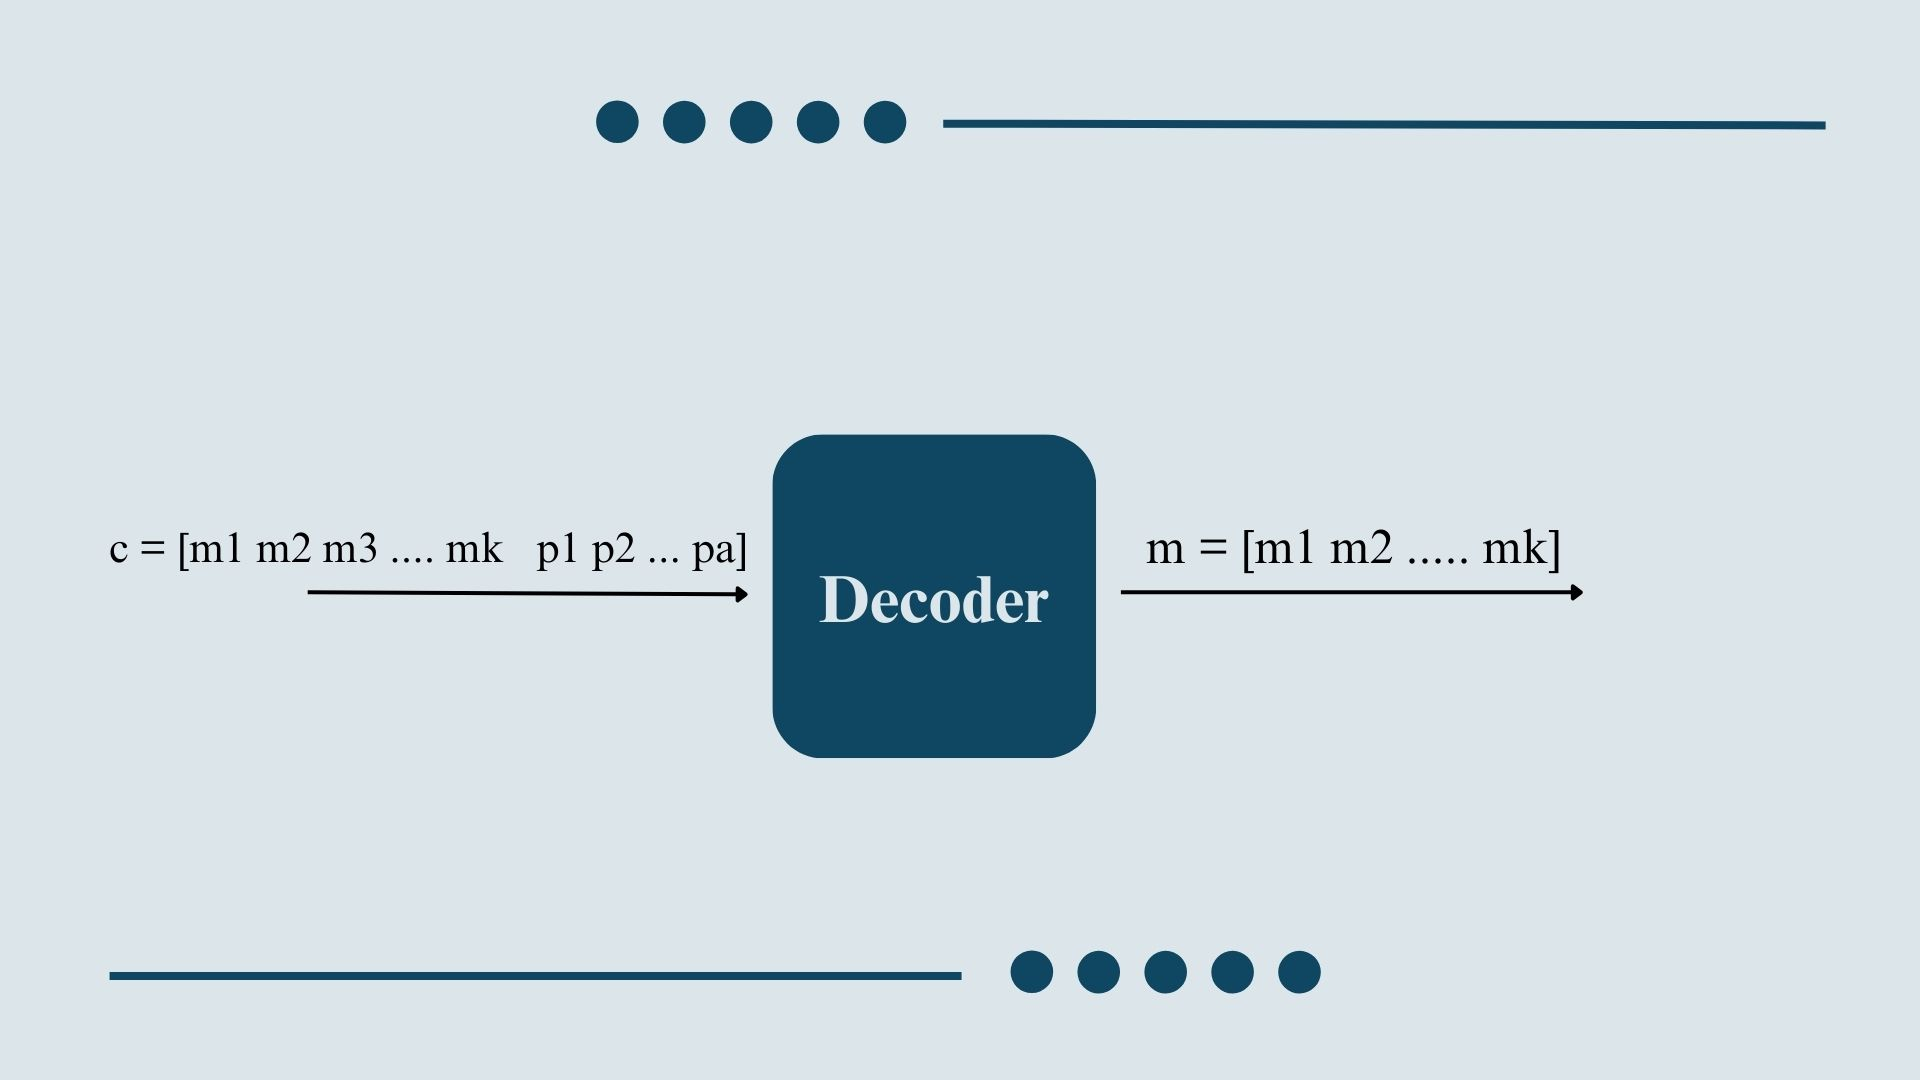 c = [m1 m2 m3 .... mk p1 p2 ... pa]
Decoder
m = [m1 m2 ..... mk]